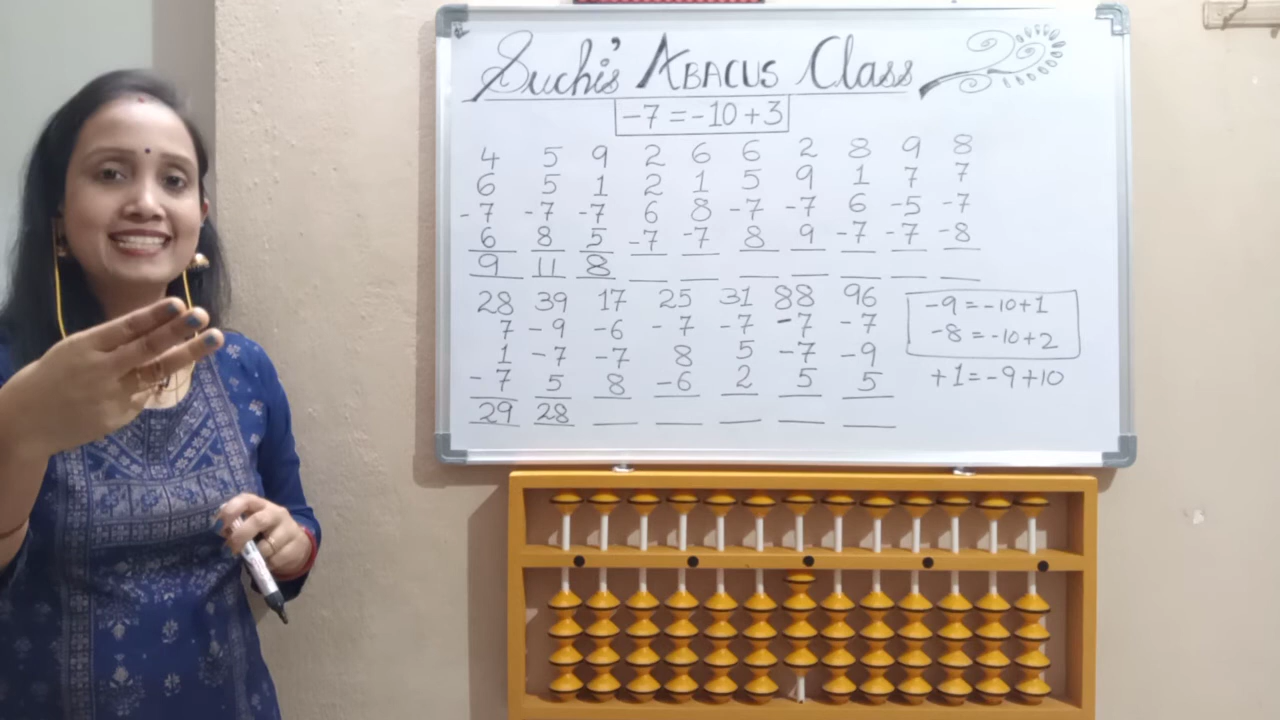 Suchi's ABACUS Class
-7 = -10 + 3
4 5 9 2 6 6 2 8 9 8
6 5 1 2 1 5 9 1 7 7
-7 -7 -7 6 8 -7 -7 6 -5 -7
6 8 5 -7 -7 8 9 -7 -7 -8
9 11 8
28 39 17 25 31 88 96
7 -9 -6 -7 -7 -7 -7
1 -7 -7 8 5 -7 -9
-7 5 8 -6 2 5 5
29 28
-9 = -10+1
-8 = -10+2
+1 = -9+10